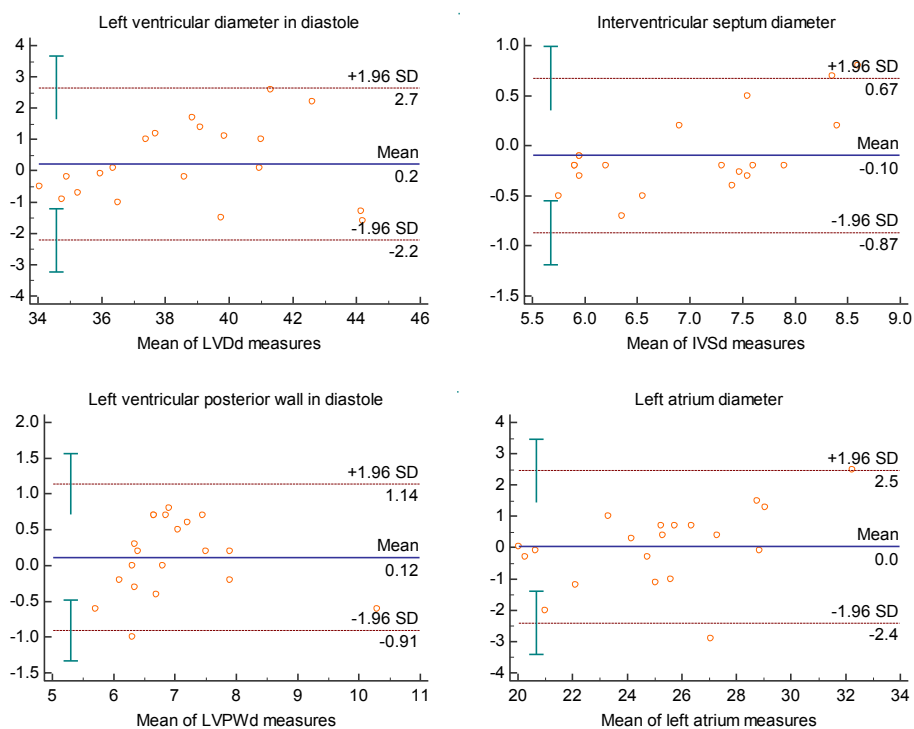 Left ventricular diameter in diastole
4
3
2
1
0
-1
-2
-3
-4
+1.96 SD
2.7
Mean
0.2
-1.96 SD
-2.2
34 36 38 40 42 44 46
Mean of LVDd measures
Interventricular septum diameter
1.0
0.5
0.0
-0.5
-1.0
-1.5
+1.96 SD
0.67
Mean
-0.10
-1.96 SD
-0.87
5.5 6.0 6.5 7.0 7.5 8.0 8.5 9.0
Mean of IVSd measures
Left ventricular posterior wall in diastole
2.0
1.5
1.0
0.5
0.0
-0.5
-1.0
-1.5
+1.96 SD
1.14
Mean
0.12
-1.96 SD
-0.91
5 6 7 8 9 10 11
Mean of LVPWd measures
Left atrium diameter
4
3
2
1
0
-1
-2
-3
-4
+1.96 SD
2.5
Mean
0.0
-1.96 SD
-2.4
20 22 24 26 28 30 32 34
Mean of left atrium measures